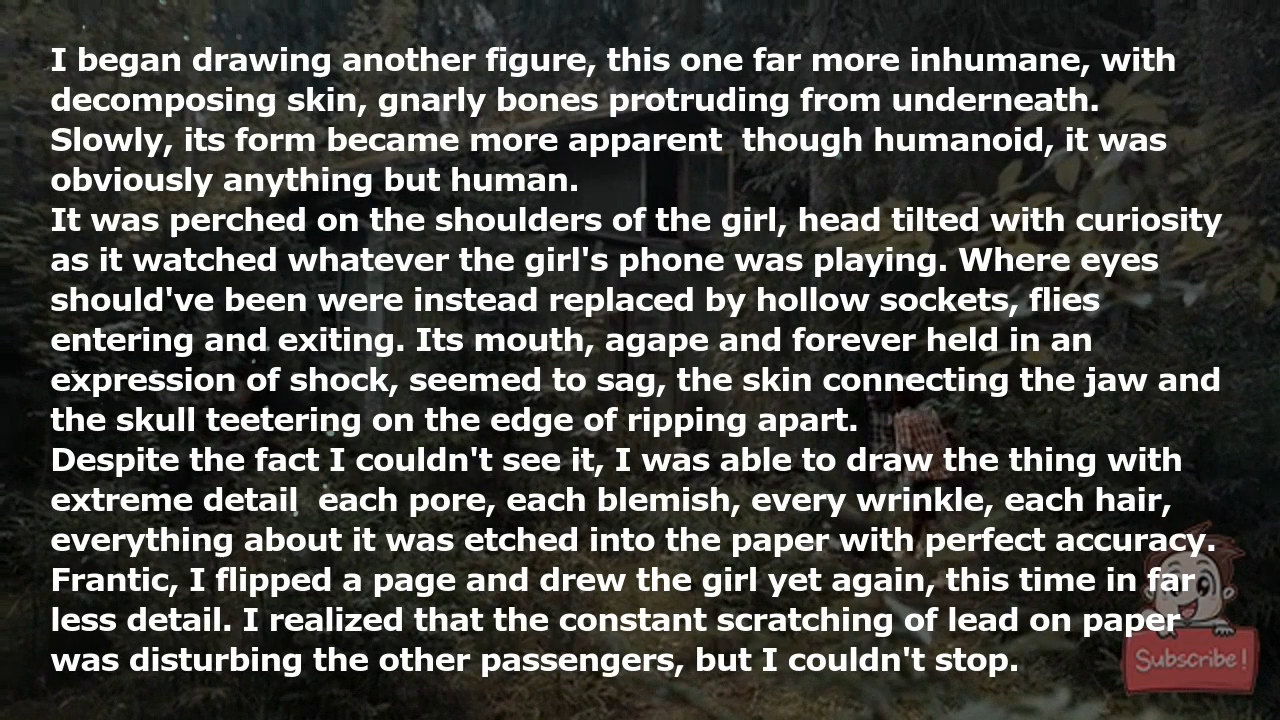 I began drawing another figure, this one far more inhumane, with
decomposing skin, gnarly bones protruding from underneath.
Slowly, its form became more apparent  though humanoid, it was
obviously anything but human.
It was perched on the shoulders of the girl, head tilted with curiosity
as it watched whatever the girl's phone was playing. Where eyes
should've been were instead replaced by hollow sockets, flies
entering and exiting. Its mouth, agape and forever held in an
expression of shock, seemed to sag, the skin connecting the jaw and
the skull teetering on the edge of ripping apart.
Despite the fact I couldn't see it, I was able to draw the thing with
extreme detail  each pore, each blemish, every wrinkle, each hair,
everything about it was etched into the paper with perfect accuracy.
Frantic, I flipped a page and drew the girl yet again, this time in far
less detail. I realized that the constant scratching of lead on paper
was disturbing the other passengers, but I couldn't stop.
Subscribe!